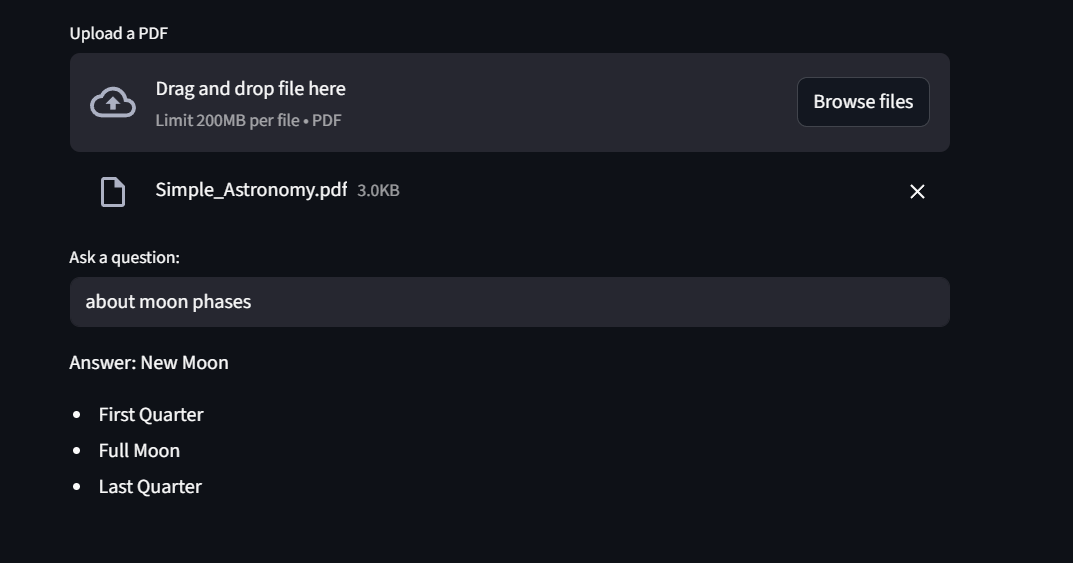 Upload a PDF
Drag and drop file here
Limit 200MB per file • PDF
Browse files
Simple_Astronomy.pdf 3.0KB
Ask a question:
about moon phases
Answer: New Moon
• First Quarter
• Full Moon
• Last Quarter